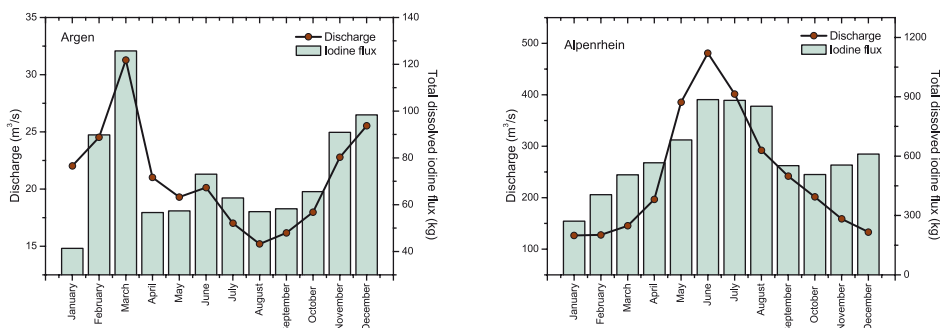 Argen
Discharge
Iodine flux
Discharge (m³/s)
35
30
25
20
15
Total dissolved iodine flux (kg)
140
120
100
80
60
40
January
February
March
April
May
June
July
August
September
October
November
December
Alpenrhein
Discharge
Iodine flux
Discharge (m³/s)
500
400
300
200
100
Total dissolved iodine flux (kg)
1200
900
600
300
0
January
February
March
April
May
June
July
August
September
October
November
December